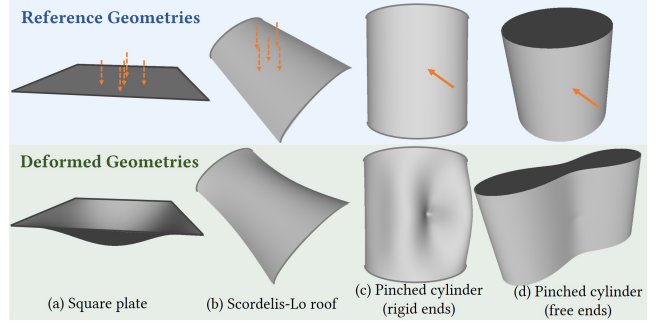 Reference Geometries
Deformed Geometries
(a) Square plate
(b) Scordelis-Lo roof
(c) Pinched cylinder
(rigid ends)
(d) Pinched cylinder
(free ends)